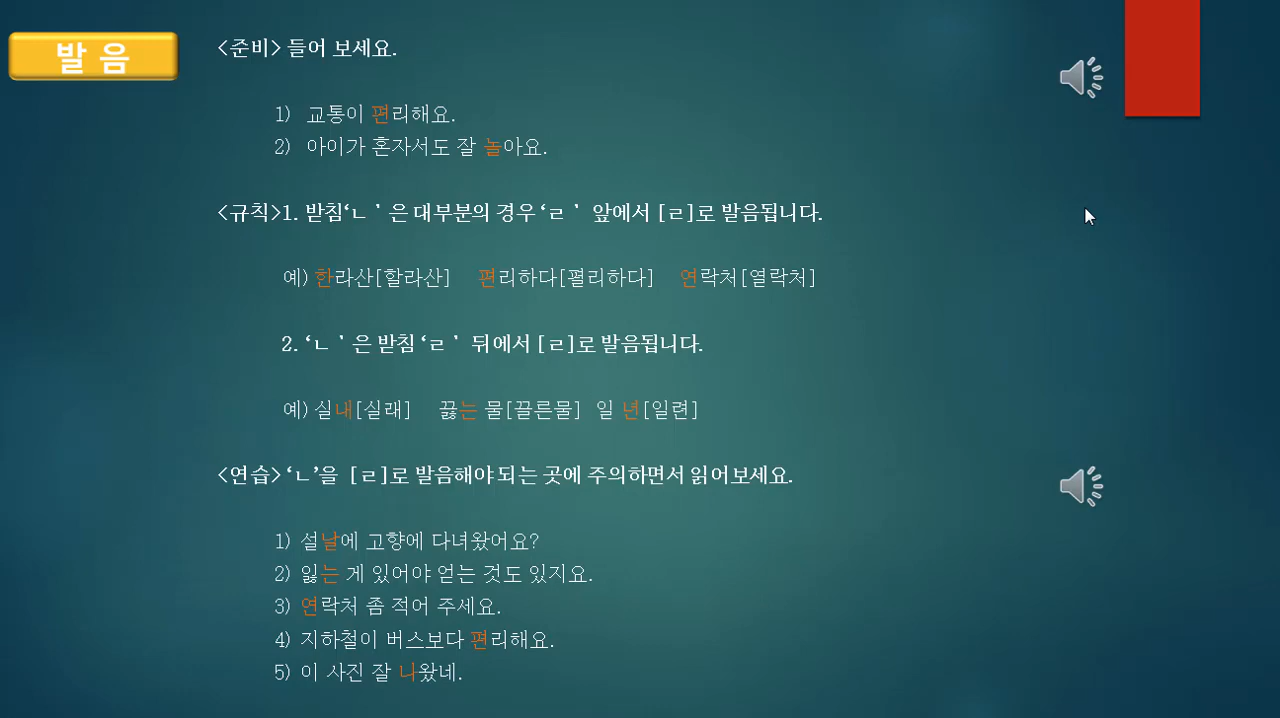 발 음
<준비> 들어 보세요.
1) 교통이 편리해요.
2) 아이가 혼자서도 잘 놀아요.
<규칙>1. 받침‘ㄴ＇은 대부분의 경우 ‘ㄹ＇ 앞에서 [ㄹ]로 발음됩니다.
예) 한라산[할라산] 편리하다[펼리하다] 연락처[열락처]
2. ‘ㄴ＇은 받침 ‘ㄹ＇ 뒤에서 [ㄹ]로 발음됩니다.
예) 실내[실래] 끓는 물[끌른물] 일 년[일련]
<연습> ‘ㄴ’을 [ㄹ]로 발음해야 되는 곳에 주의하면서 읽어보세요.
1) 설날에 고향에 다녀왔어요?
2) 잃는 게 있어야 얻는 것도 있지요.
3) 연락처 좀 적어 주세요.
4) 지하철이 버스보다 편리해요.
5) 이 사진 잘 나왔네.